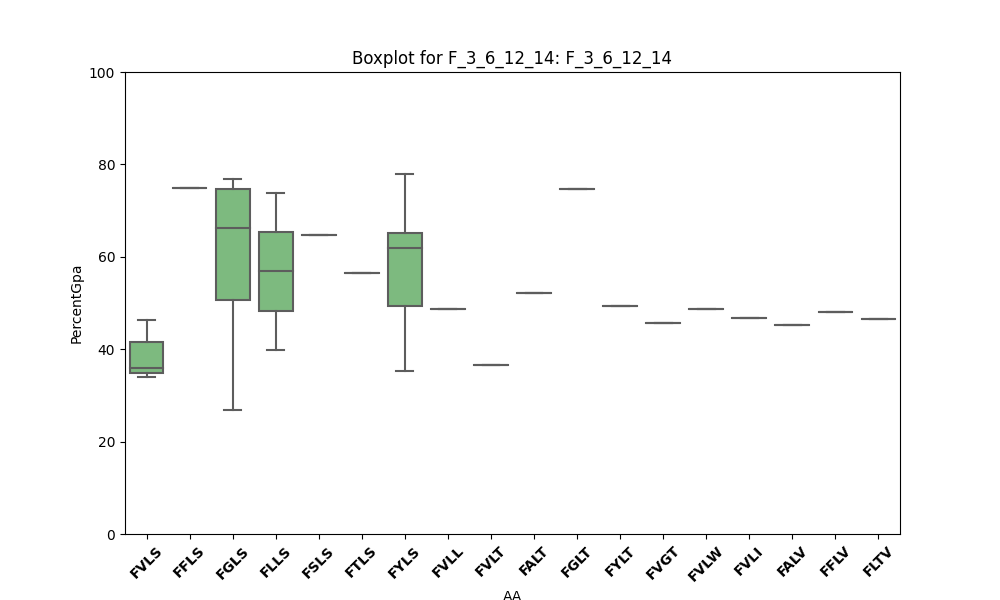 Boxplot for F_3_6_12_14: F_3_6_12_14
100
80
60
40
20
0
PercentGpa
FVLS
FFLS
FGLS
FLLS
FSLS
FTLS
FYLS
FVLL
FVLT
FALT
FGLT
FYLT
FVGT
FVLW
FVLI
FALV
FFLV
FLTV
AA